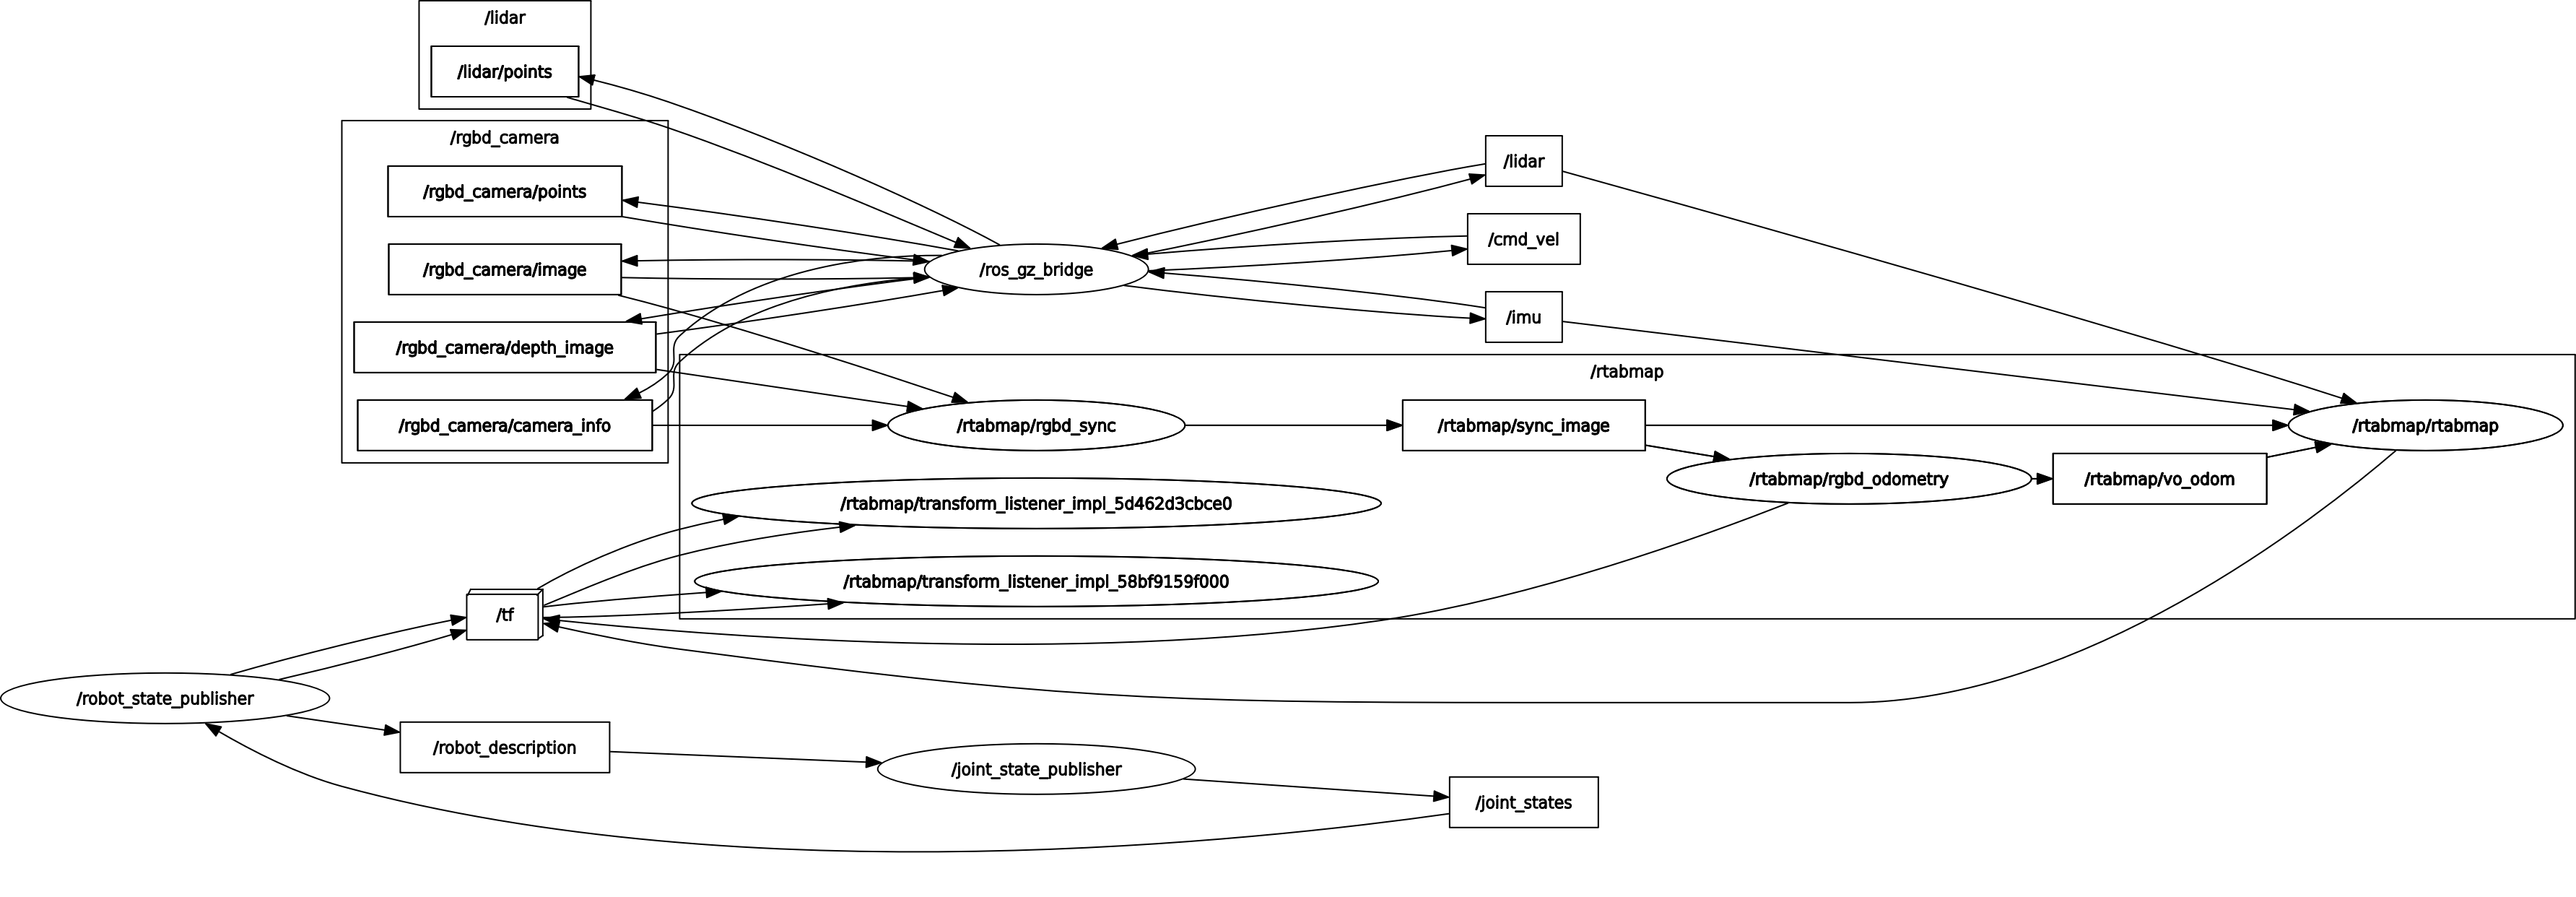 /lidar
/lidar/points
/rgbd_camera
/rgbd_camera/points
/rgbd_camera/image
/rgbd_camera/depth_image
/rgbd_camera/camera_info
/ros_gz_bridge
/lidar
/cmd_vel
/imu
/rtabmap
/rtabmap/rgbd_sync
/rtabmap/sync_image
/rtabmap/rtabmap
/rtabmap/rgbd_odometry
/rtabmap/vo_odom
/rtabmap/transform_listener_impl_5d462d3cbce0
/rtabmap/transform_listener_impl_58bf9159f000
/tf
/robot_state_publisher
/robot_description
/joint_state_publisher
/joint_states